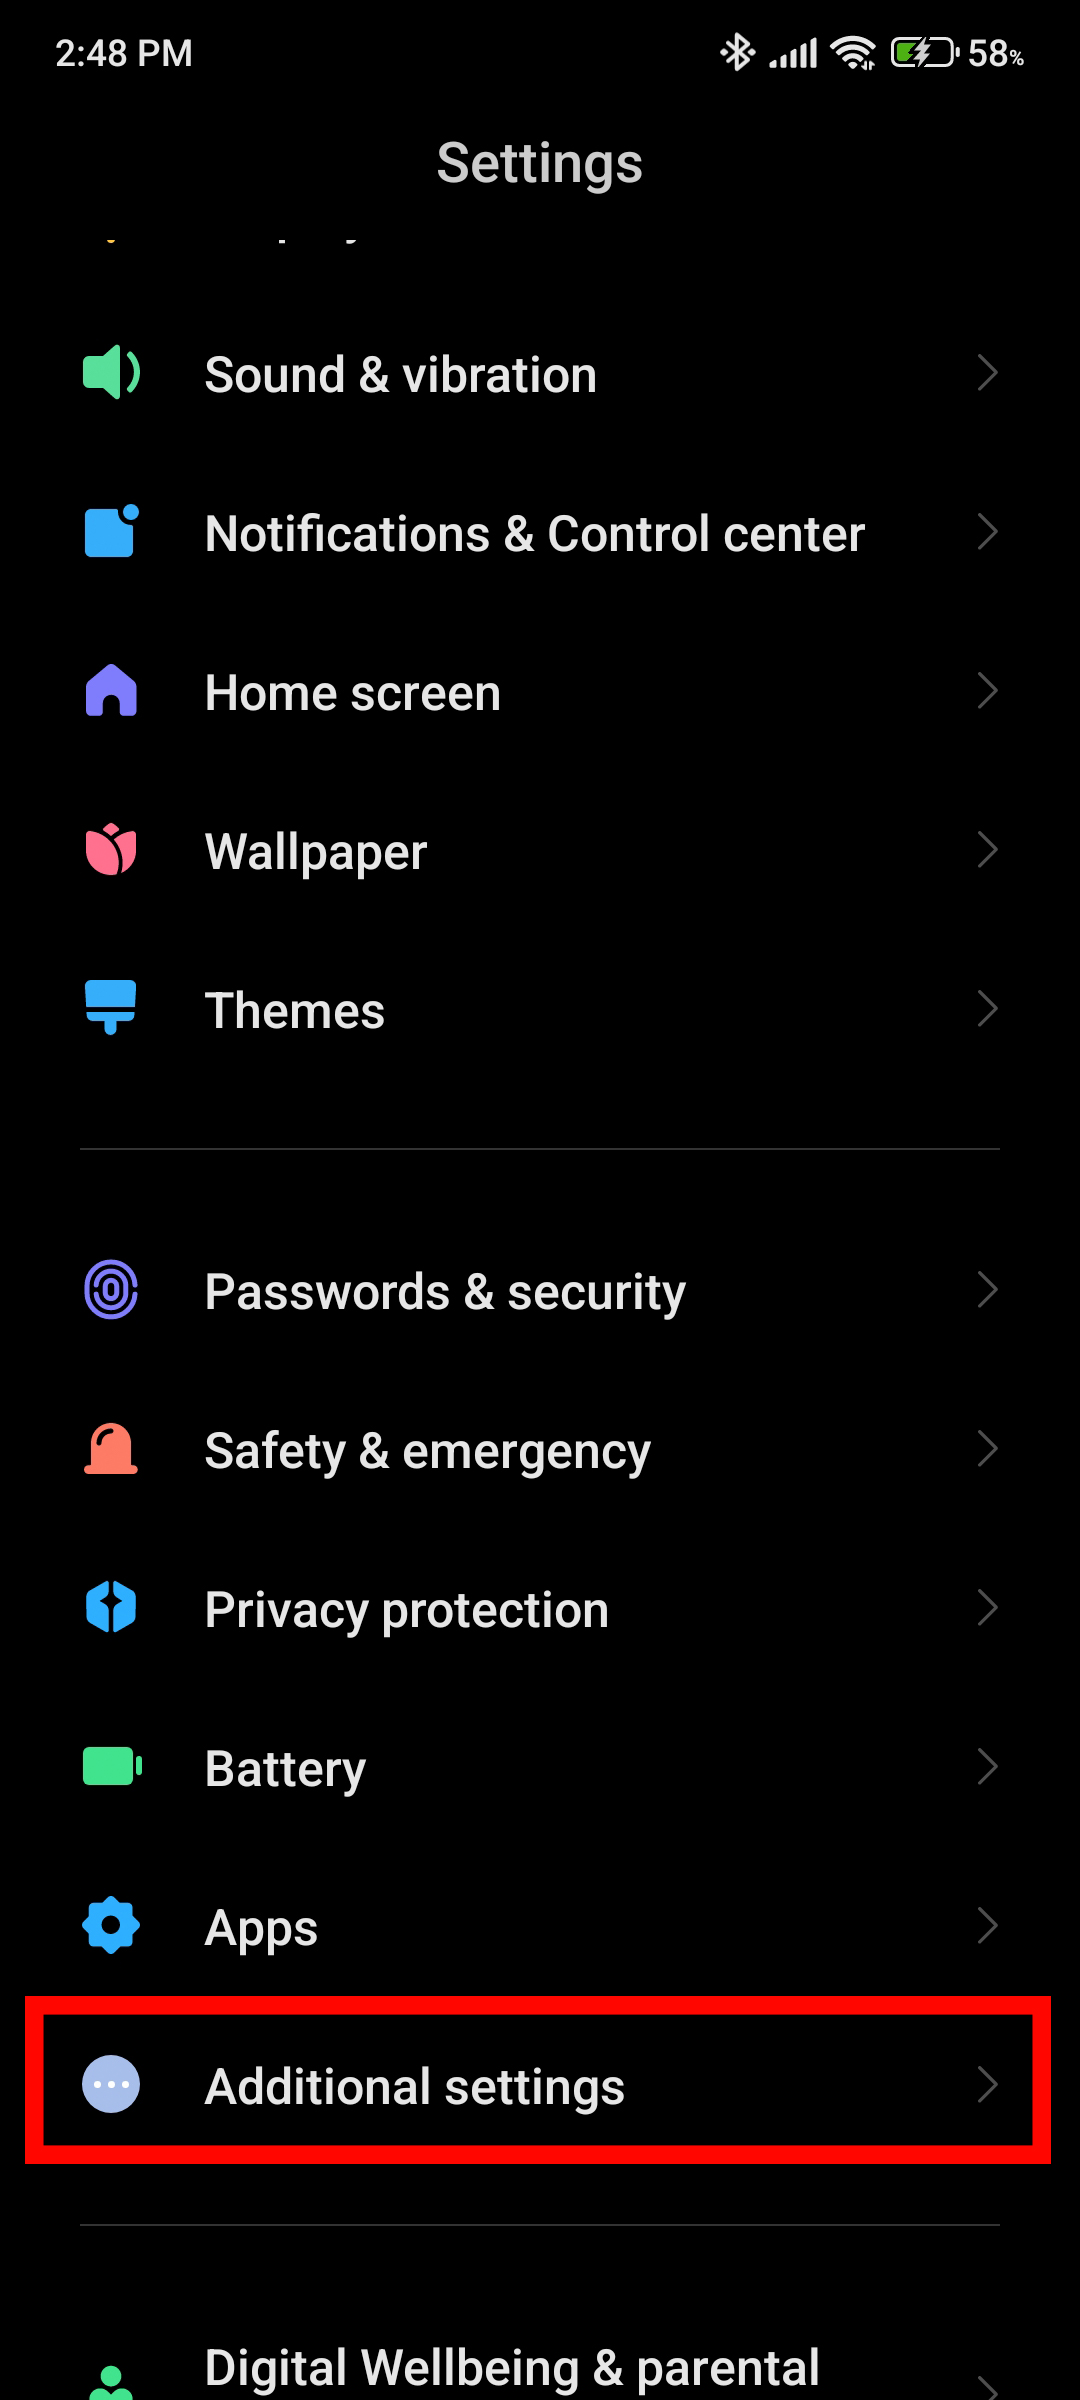 2:48 PM
58%
Settings
Sound & vibration
Notifications & Control center
Home screen
Wallpaper
Themes
Passwords & security
Safety & emergency
Privacy protection
Battery
Apps
Additional settings
Digital Wellbeing & parental